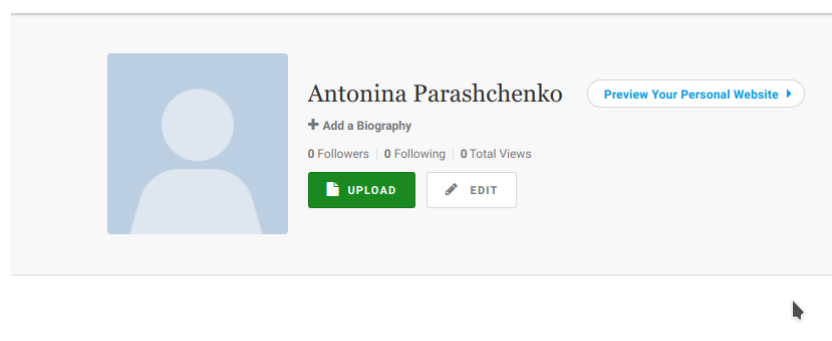 Antonina Parashchenko Preview Your Personal Website
Add a Biography
0 Followers | 0 Following | 0 Total Views
UPLOAD EDIT